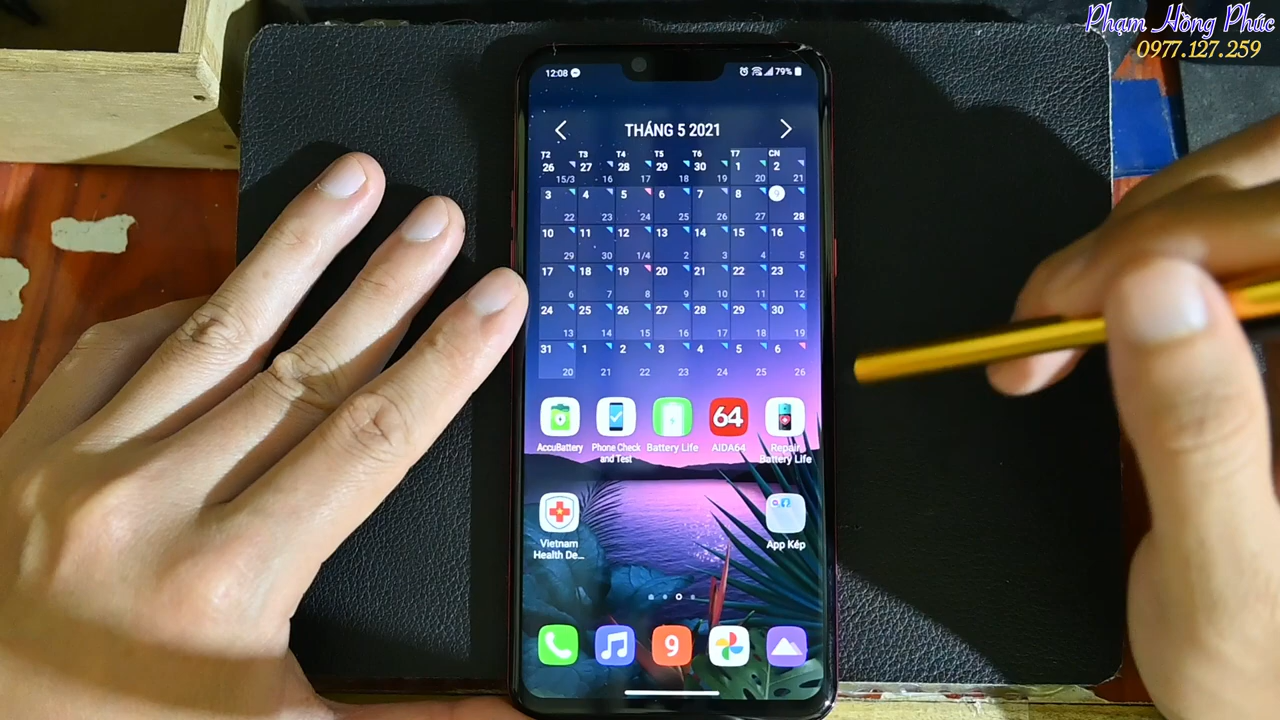 Phạm Hồng Phúc
0977.127.259
12:08 79%
THÁNG 5 2021
T2 T3 T4 T5 T6 T7 CN
26 27 28 29 30 1 2
15/3 16 17 18 19 20 21
3 4 5 6 7 8 9
22 23 24 25 26 27 28
10 11 12 13 14 15 16
29 30 1/4 2 3 4 5
17 18 19 20 21 22 23
6 7 8 9 10 11 12
24 25 26 27 28 29 30
13 14 15 16 17 18 19
31 1 2 3 4 5 6
20 21 22 23 24 25 26
64
AccuBattery Phone Check Battery Life AIDA64 Repair
and Test Battery Life
Vietnam App Kép
Health De...
9